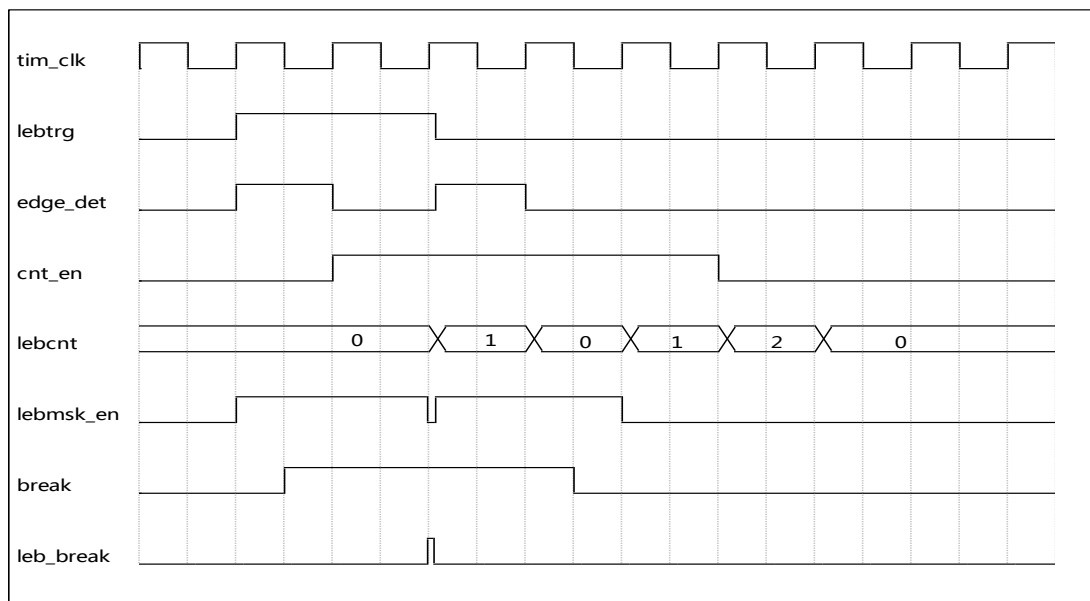 tim_clk
lebtrg
edge_det
cnt_en
lebcnt 0 1 0 1 2 0
lebmsk_en
break
leb_break